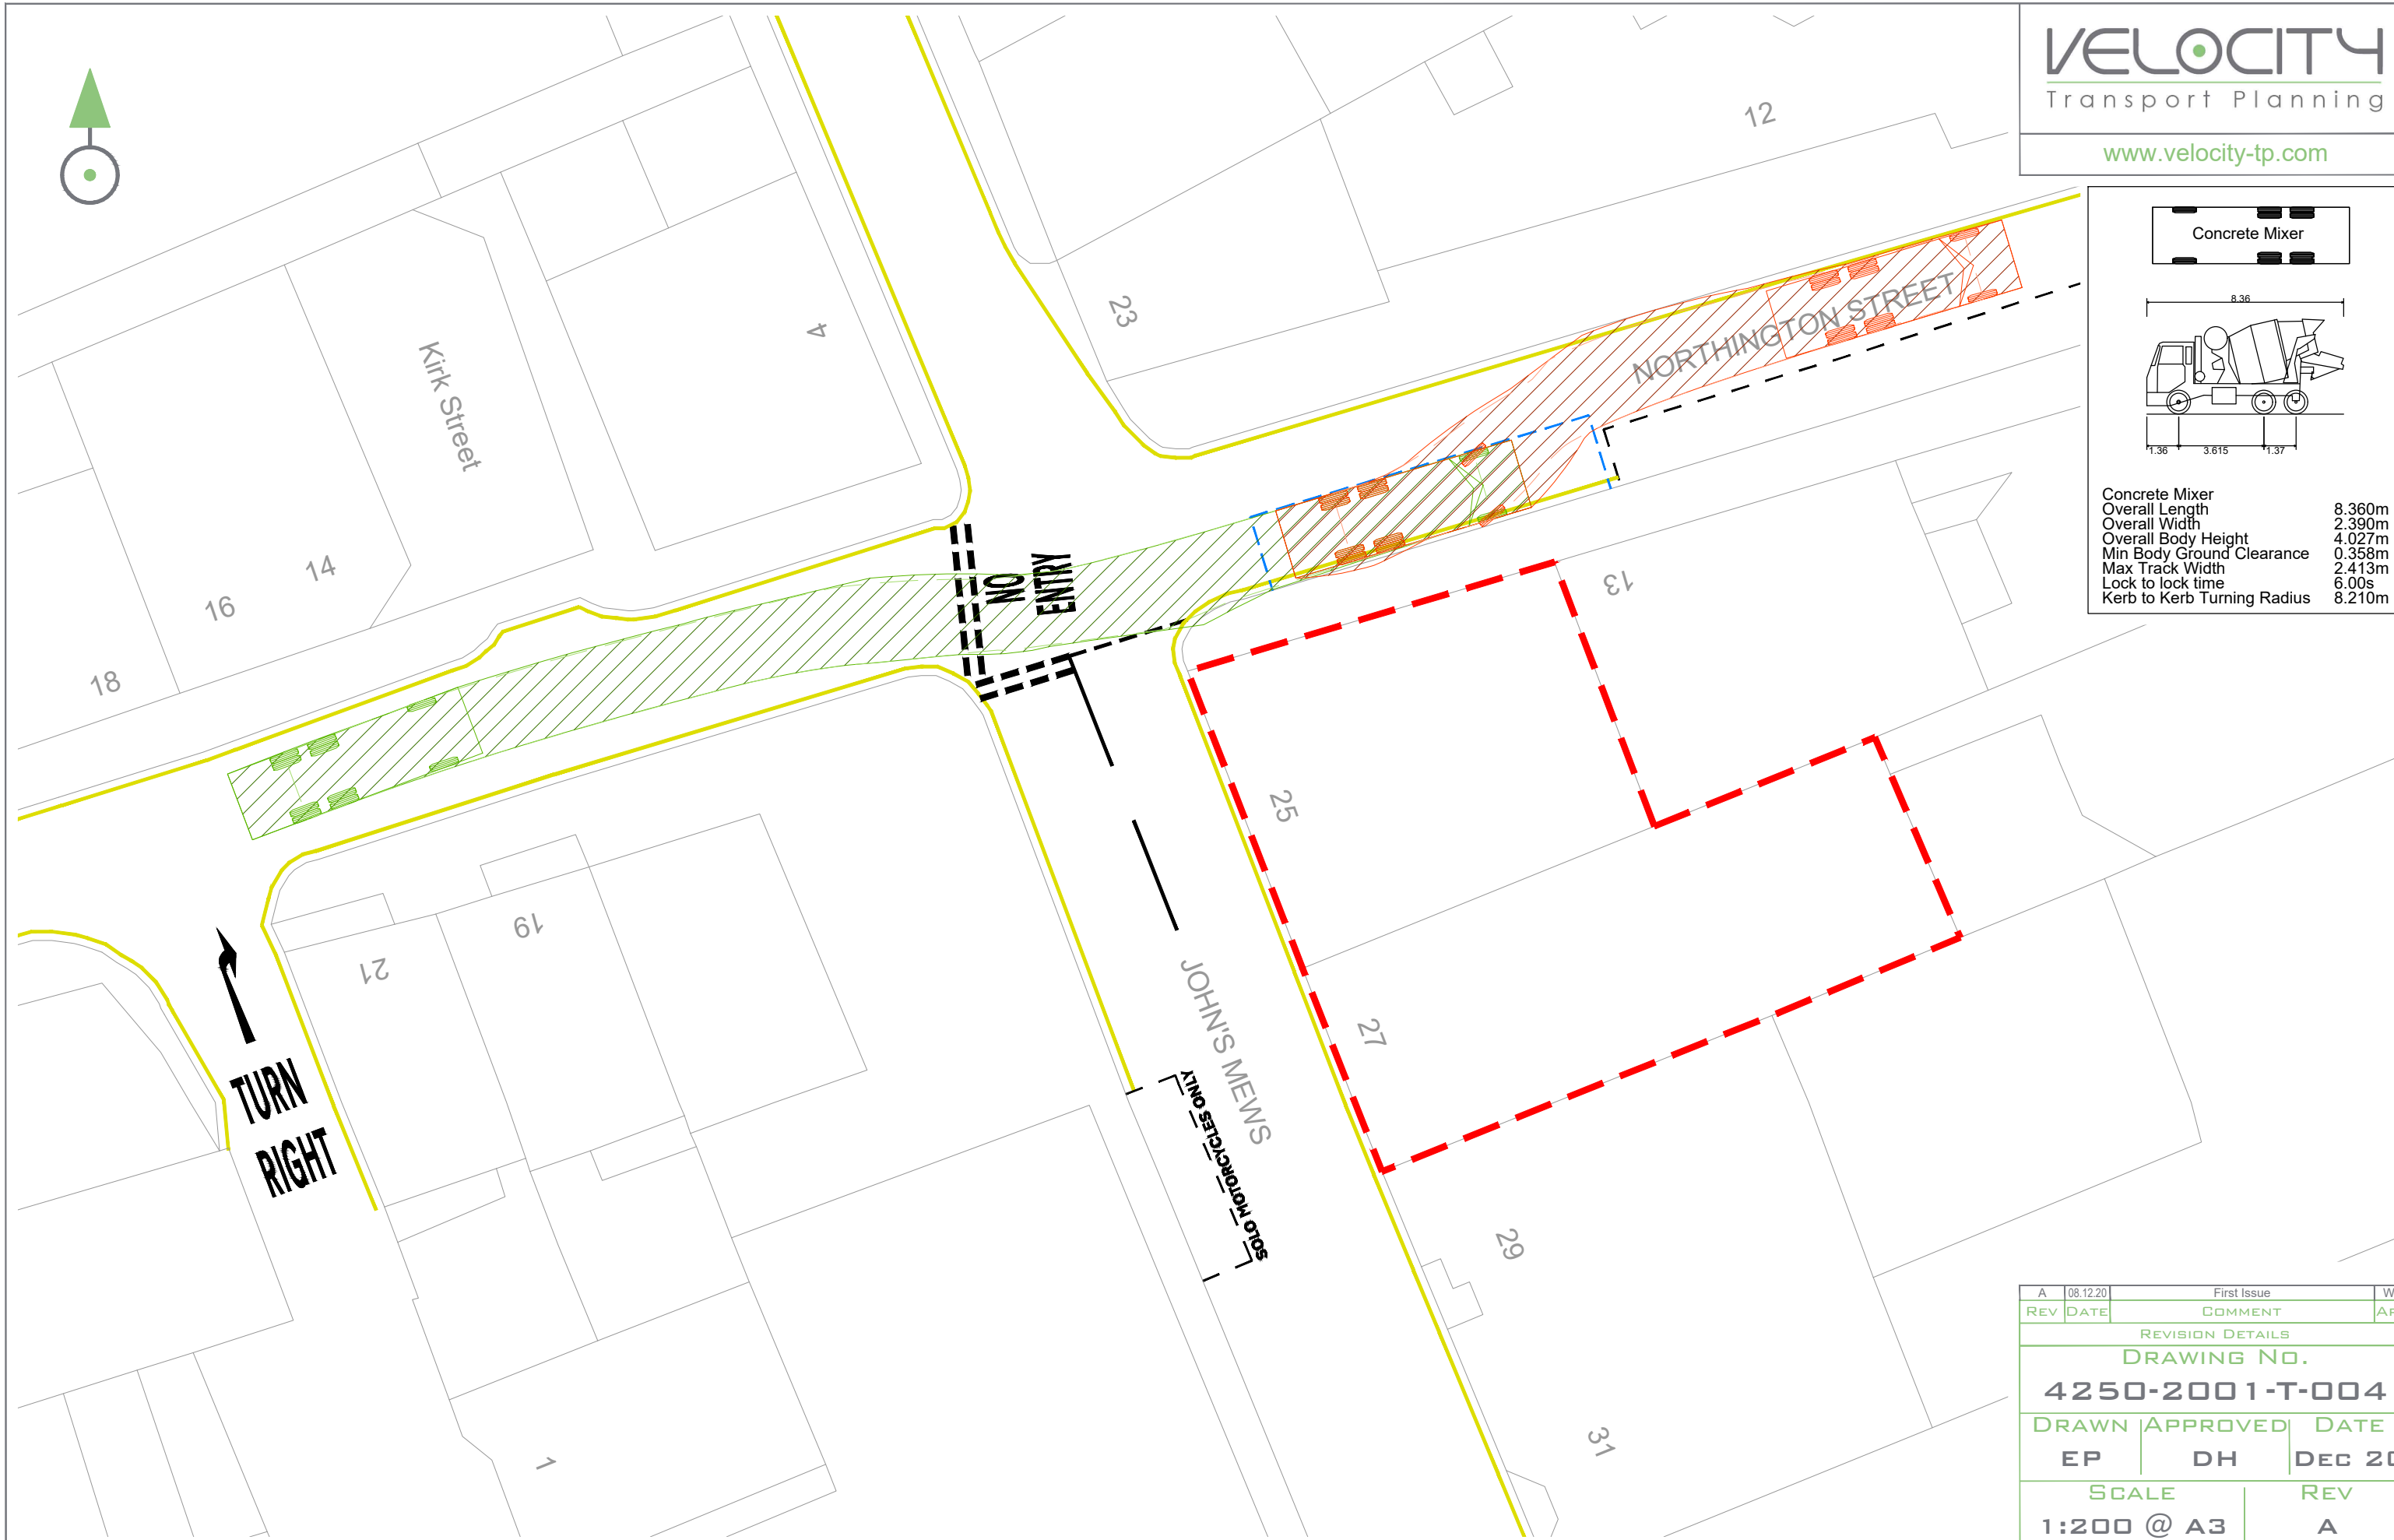 VELOCITY
Transport Planning
www.velocity-tp.com
Concrete Mixer
8.36
1.36
3.615
1.37
Concrete Mixer
Overall Length 8.360m
Overall Width 2.390m
Overall Body Height 4.027m
Min Body Ground Clearance 0.358m
Max Track Width 2.413m
Lock to lock time 6.00s
Kerb to Kerb Turning Radius 8.210m
12
23
4
Kirk Street
NORTHINGTON STREET
14
16
18
NO
ENTRY
13
25
19
21
27
JOHN'S MEWS
SOLO MOTORCYCLES ONLY
TURN
RIGHT
29
31
1
A 08.12.20 First Issue
REV DATE COMMENT
REVISION DETAILS
DRAWING NO.
4250-2001-T-004
DRAWN APPROVED DATE
EP DH DEC 20
SCALE REV
1:200 @ A3 A